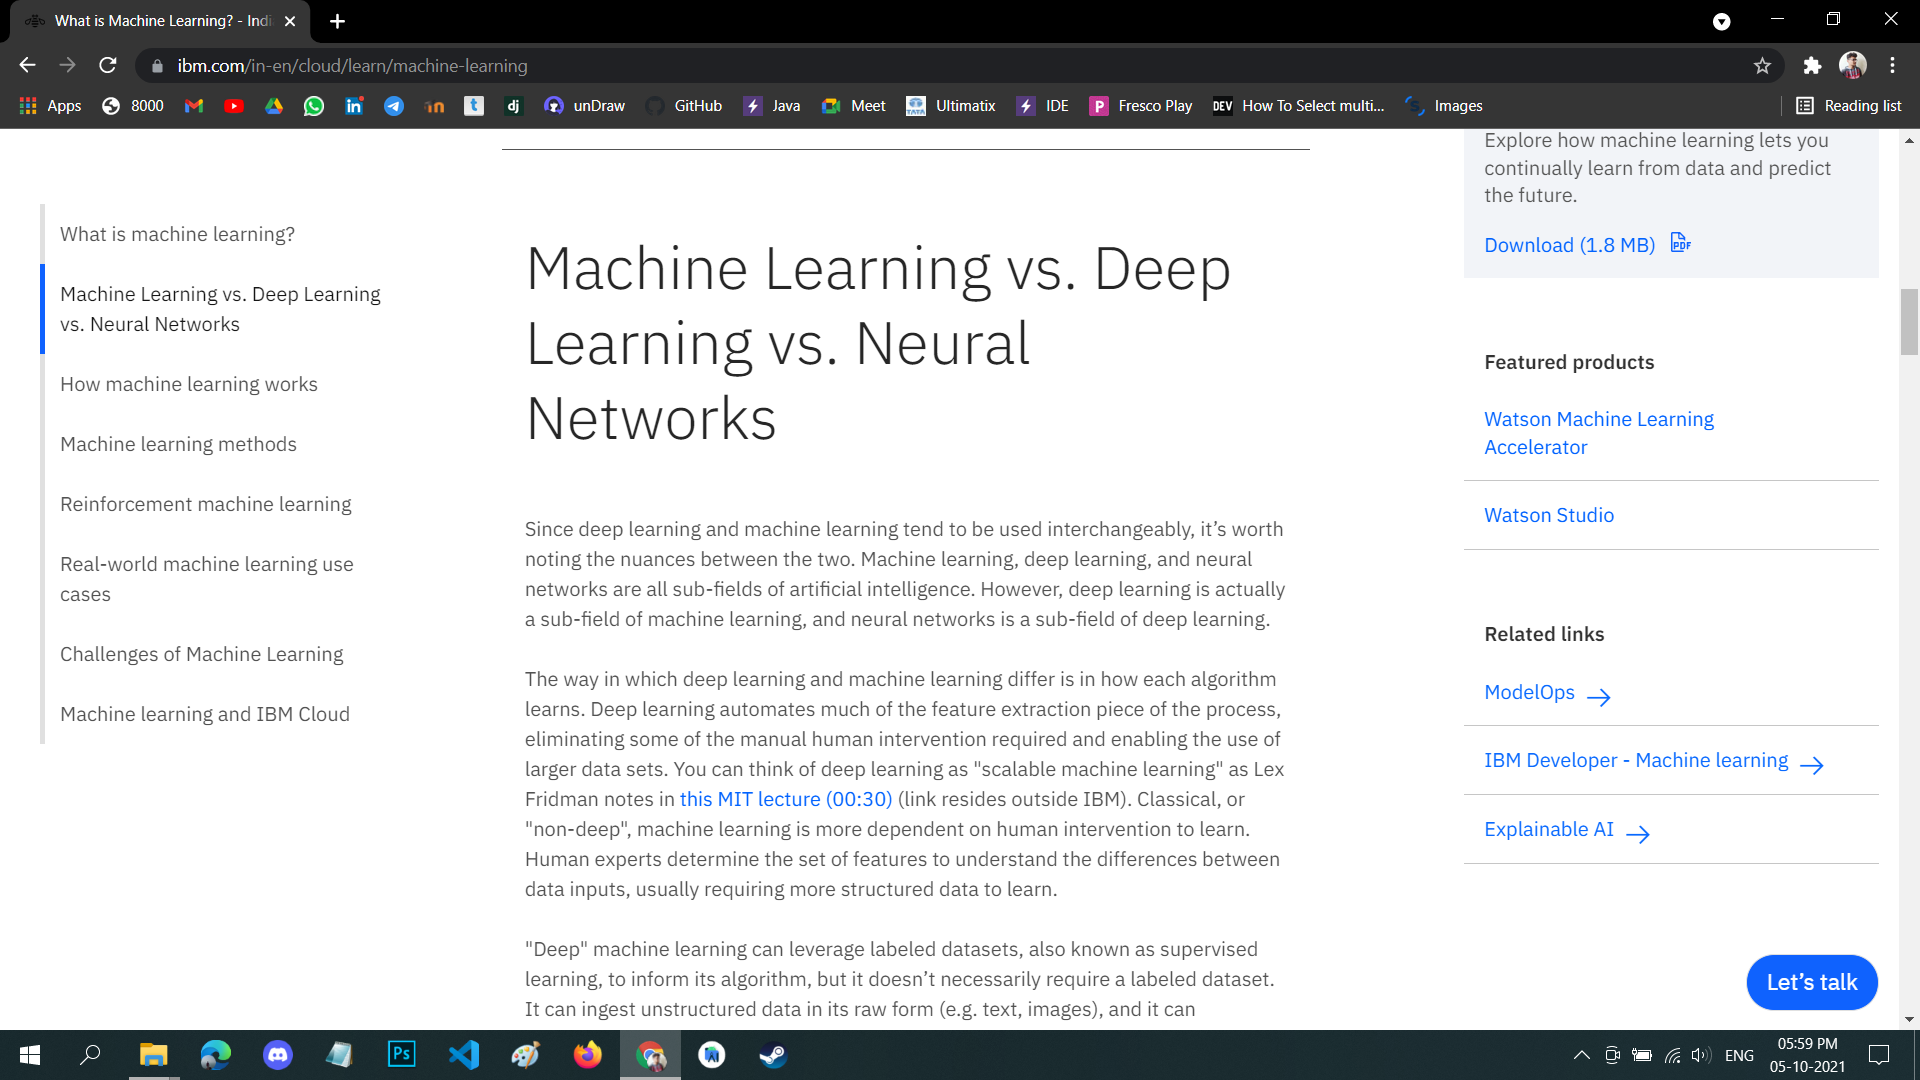 What is Machine Learning? - Indi
ibm.com/in-en/cloud/learn/machine-learning
Apps
8000
unDraw
GitHub
Java
Meet
Ultimatix
IDE
Fresco Play
DEV
How To Select multi...
Images
Reading list
What is machine learning?
Machine Learning vs. Deep Learning
vs. Neural Networks
How machine learning works
Machine learning methods
Reinforcement machine learning
Real-world machine learning use
cases
Challenges of Machine Learning
Machine learning and IBM Cloud
Machine Learning vs. Deep
Learning vs. Neural
Networks
Since deep learning and machine learning tend to be used interchangeably, it’s worth
noting the nuances between the two. Machine learning, deep learning, and neural
networks are all sub-fields of artificial intelligence. However, deep learning is actually
a sub-field of machine learning, and neural networks is a sub-field of deep learning.
The way in which deep learning and machine learning differ is in how each algorithm
learns. Deep learning automates much of the feature extraction piece of the process,
eliminating some of the manual human intervention required and enabling the use of
larger data sets. You can think of deep learning as "scalable machine learning" as Lex
Fridman notes in this MIT lecture (00:30) (link resides outside IBM). Classical, or
"non-deep", machine learning is more dependent on human intervention to learn.
Human experts determine the set of features to understand the differences between
data inputs, usually requiring more structured data to learn.
"Deep" machine learning can leverage labeled datasets, also known as supervised
learning, to inform its algorithm, but it doesn’t necessarily require a labeled dataset.
It can ingest unstructured data in its raw form (e.g. text, images), and it can
Explore how machine learning lets you
continually learn from data and predict
the future.
Download (1.8 MB)
PDF
Featured products
Watson Machine Learning
Accelerator
Watson Studio
Related links
ModelOps
IBM Developer - Machine learning
Explainable AI
Let’s talk
Ps
ENG
05:59 PM
05-10-2021